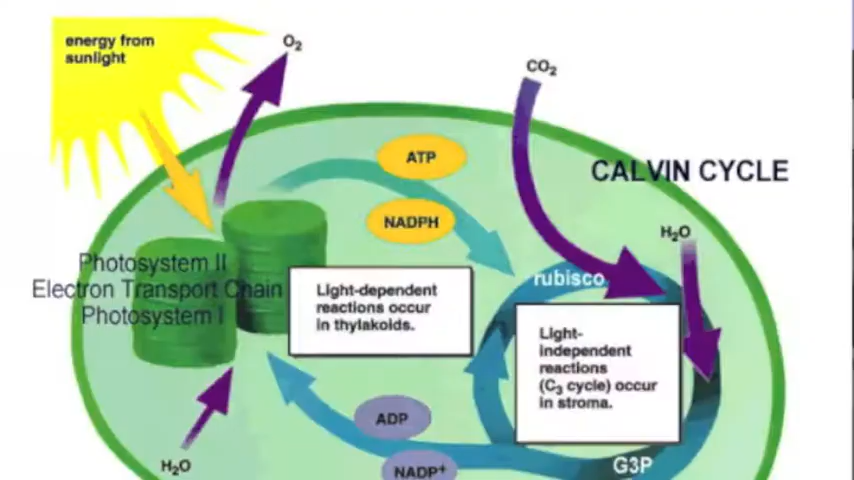 energy from
sunlight
O₂
CO₂
ATP
CALVIN CYCLE
NADPH
H₂O
Photosystem II
Electron Transport Chain
Photosystem I
rubisco
Light-dependent
reactions occur
in thylakoids.
Light-
independent
reactions
(C₃ cycle) occur
in stroma.
ADP
H₂O
NADP⁺
G3P